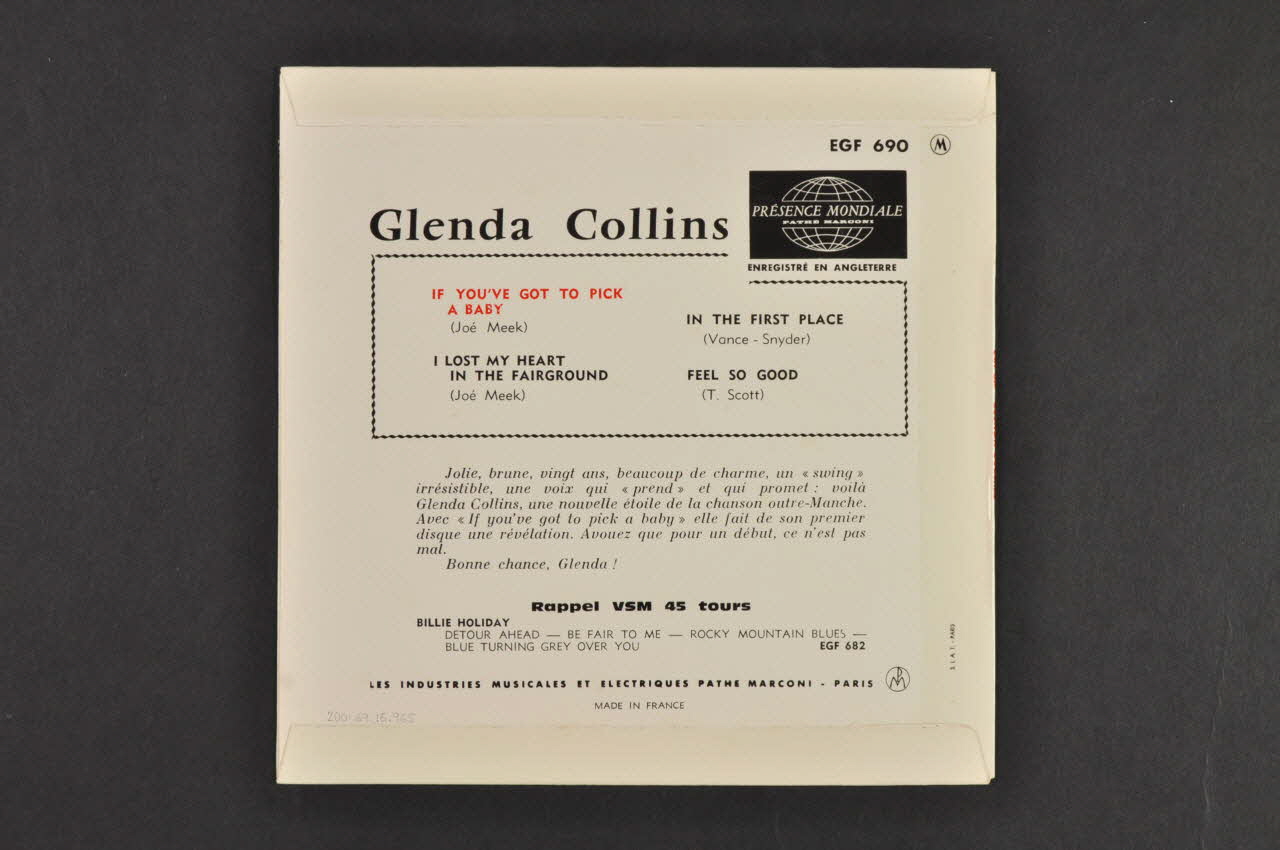 EGF 690 M
PRÉSENCE MONDIALE
PATHÉ MARCONI
ENREGISTRÉ EN ANGLETERRE
Glenda Collins
IF YOU'VE GOT TO PICK
A BABY
(Joé Meek)
I LOST MY HEART
IN THE FAIRGROUND
(Joé Meek)
IN THE FIRST PLACE
(Vance - Snyder)
FEEL SO GOOD
(T. Scott)
Jolie, brune, vingt ans, beaucoup de charme, un « swing »
irrésistible, une voix qui « prend » et qui promet : voilà
Glenda Collins, une nouvelle étoile de la chanson outre-Manche.
Avec « If you've got to pick a baby » elle fait de son premier
disque une révélation. Avouez que pour un début, ce n'est pas
mal.
Bonne chance, Glenda !
Rappel VSM 45 tours
BILLIE HOLIDAY
DETOUR AHEAD — BE FAIR TO ME — ROCKY MOUNTAIN BLUES —
BLUE TURNING GREY OVER YOU EGF 682
LES INDUSTRIES MUSICALES ET ELECTRIQUES PATHE MARCONI - PARIS
MADE IN FRANCE
S.I.A.T. - PARIS